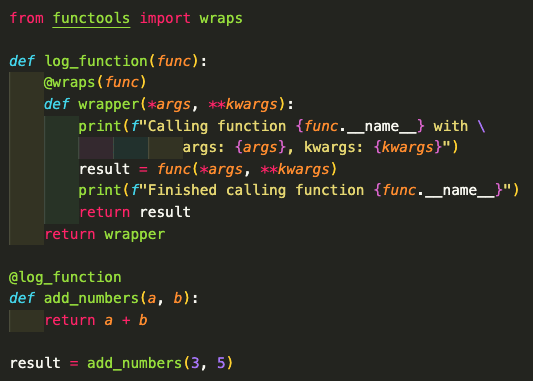 from functools import wraps

def log_function(func):
    @wraps(func)
    def wrapper(*args, **kwargs):
        print(f"Calling function {func.__name__} with \
                    args: {args}, kwargs: {kwargs}")
        result = func(*args, **kwargs)
        print(f"Finished calling function {func.__name__}")
        return result
    return wrapper

@log_function
def add_numbers(a, b):
    return a + b

result = add_numbers(3, 5)